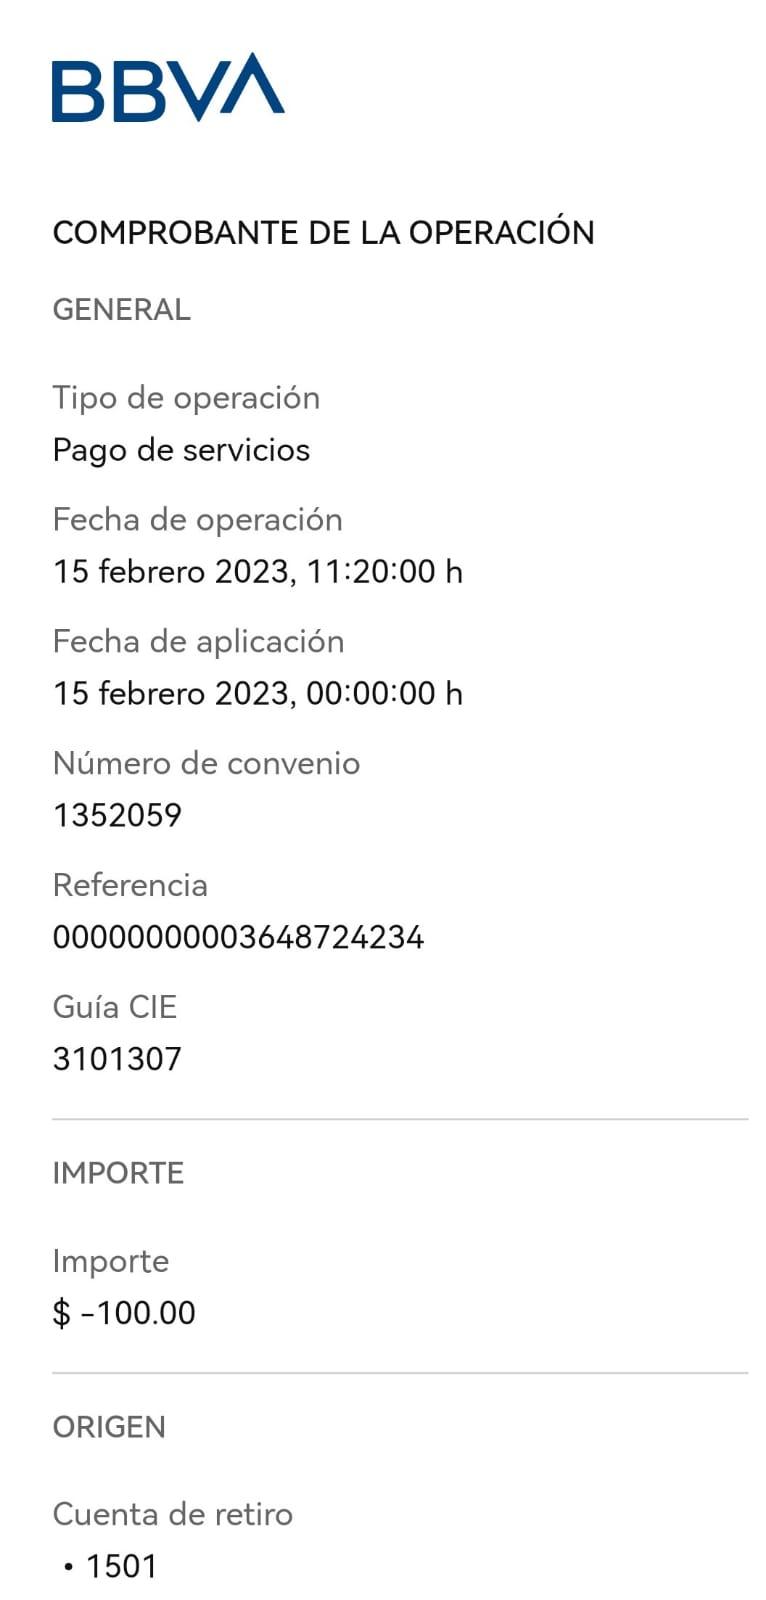 BBVA
COMPROBANTE DE LA OPERACIÓN
GENERAL
Tipo de operación
Pago de servicios
Fecha de operación
15 febrero 2023, 11:20:00 h
Fecha de aplicación
15 febrero 2023, 00:00:00 h
Número de convenio
1352059
Referencia
00000000003648724234
Guía CIE
3101307
IMPORTE
Importe
$ -100.00
ORIGEN
Cuenta de retiro
• 1501